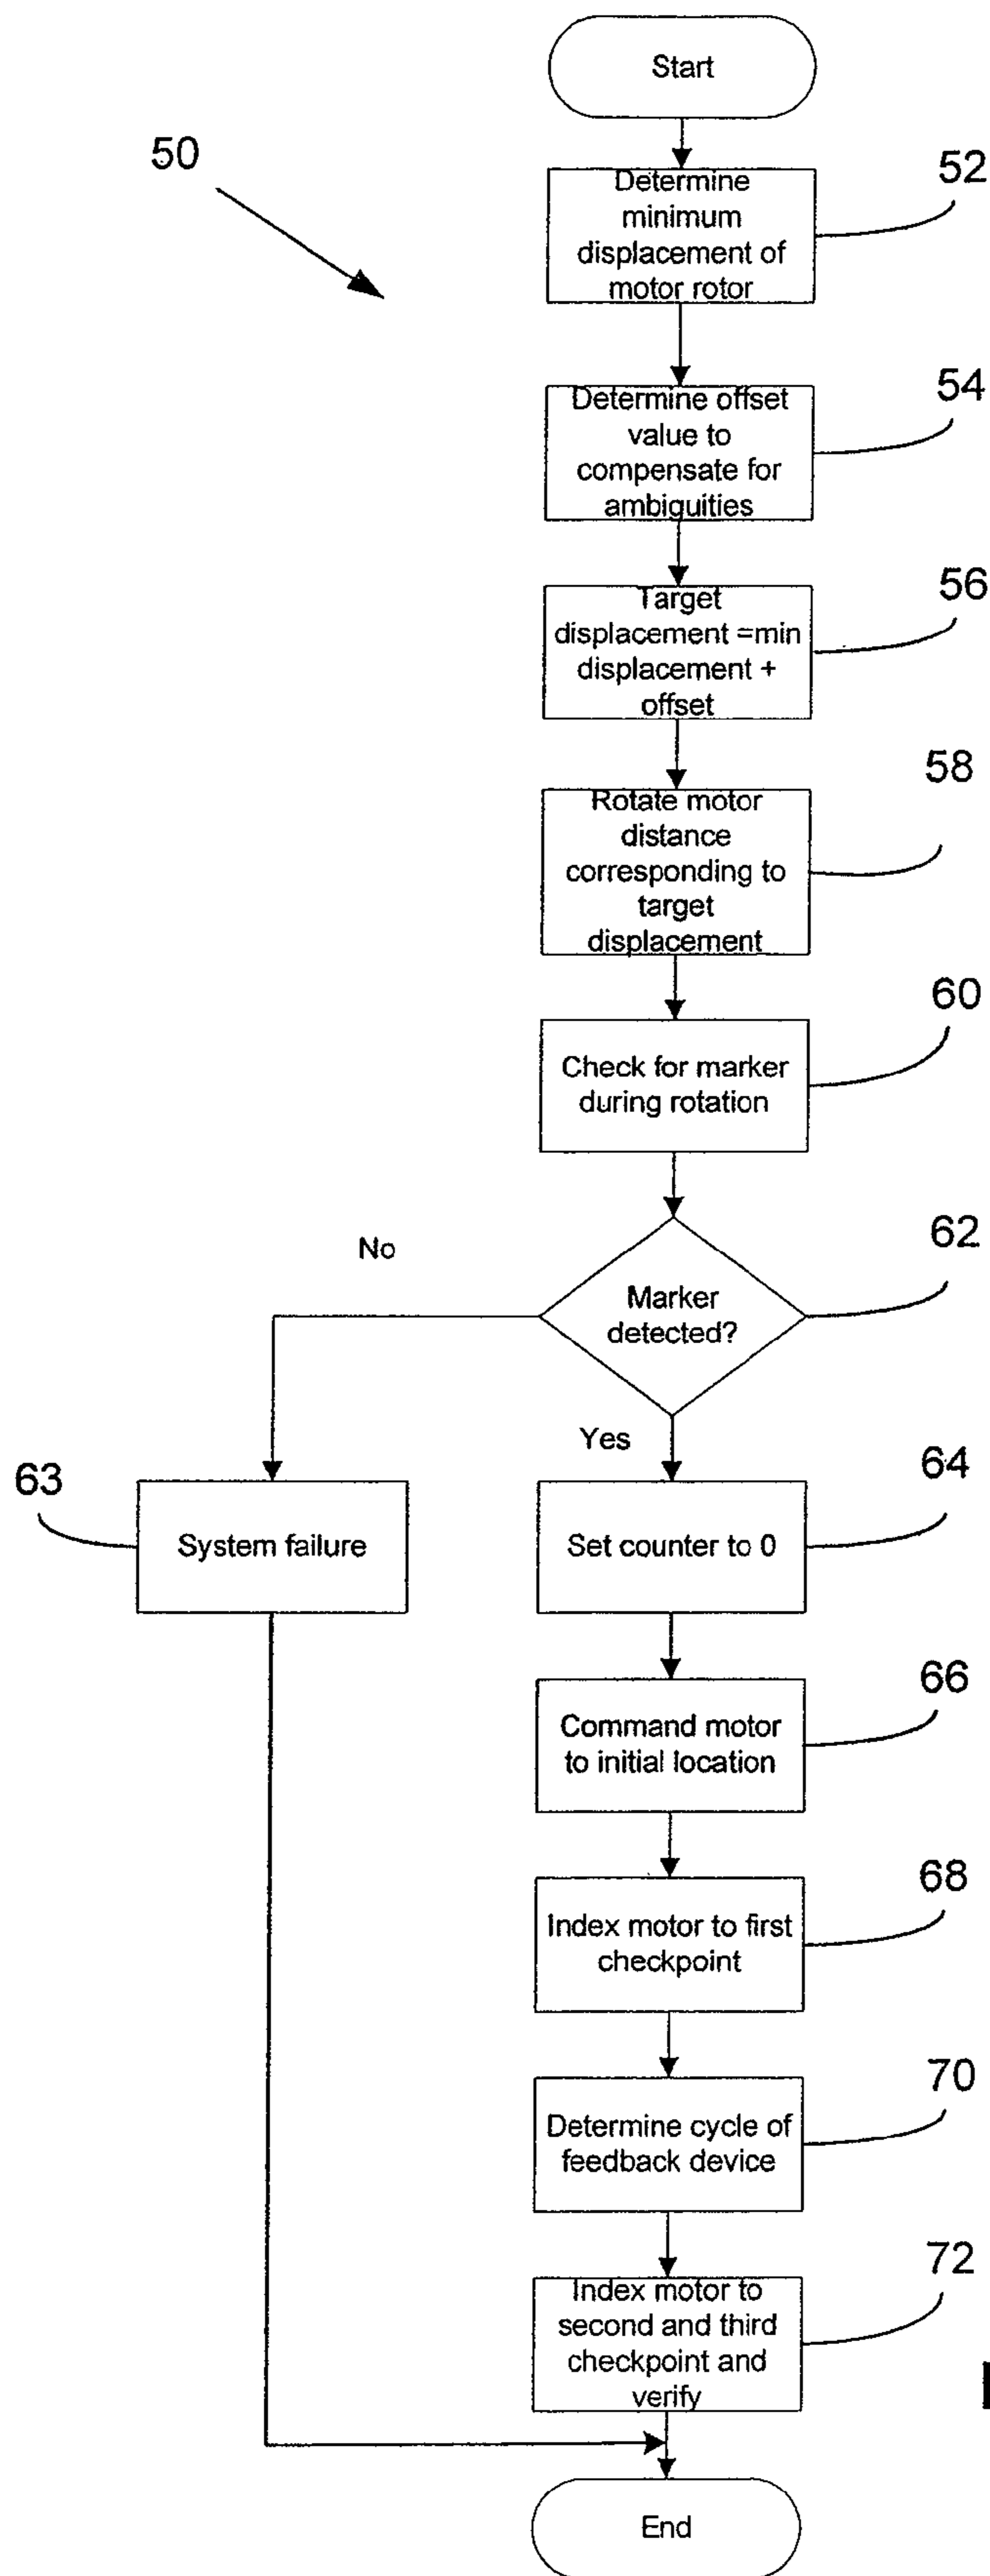 Start
50
52
Determine
minimum
displacement of
motor rotor
54
Determine offset
value to
compensate for
ambiguities
56
Target
displacement =min
displacement +
offset
58
Rotate motor
distance
corresponding to
target
displacement
60
Check for marker
during rotation
62
No
Marker
detected?
Yes
63
64
System failure
Set counter to 0
66
Command motor
to initial location
68
Index motor to first
checkpoint
70
Determine cycle of
feedback device
72
Index motor to
second and third
checkpoint and
verify
End